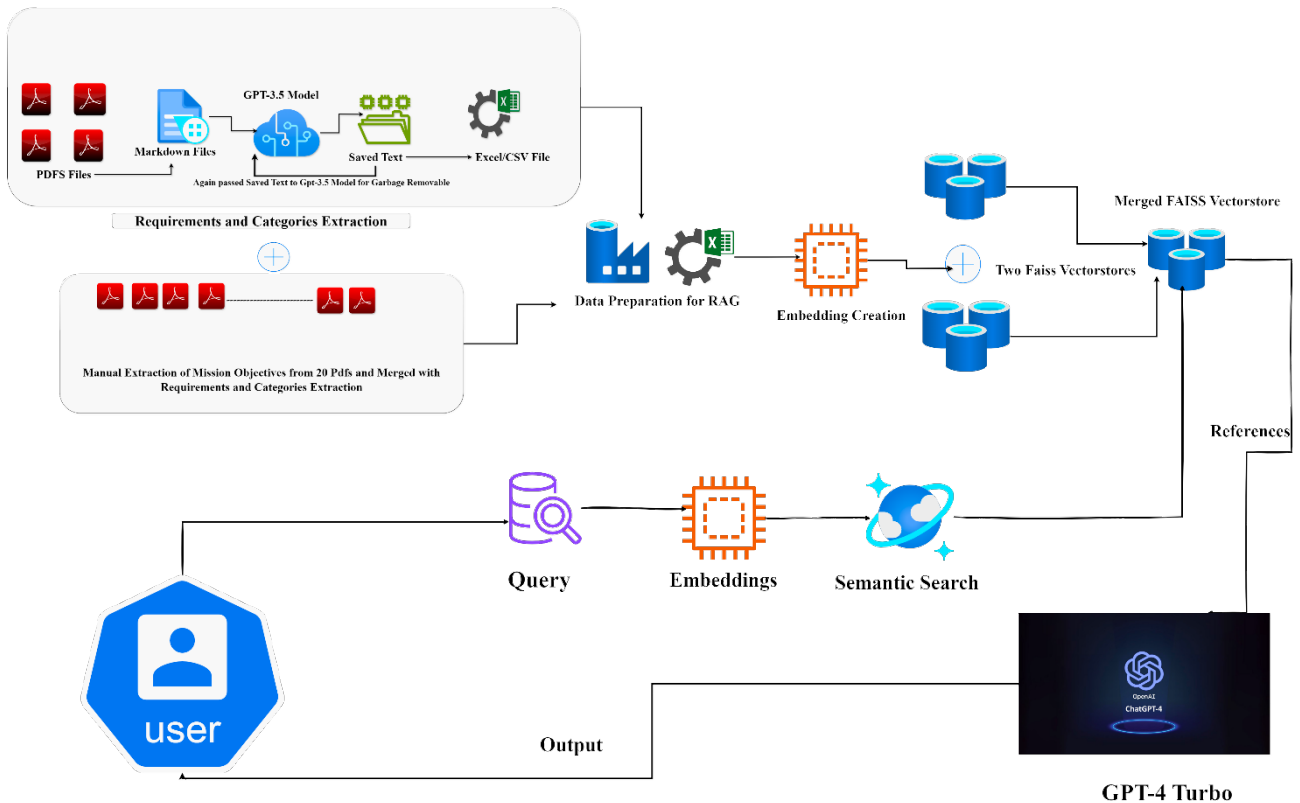 GPT-3.5 Model
Markdown Files
Saved Text
Excel/CSV File
PDFS Files
Again passed Saved Text to Gpt-3.5 Model for Garbage Removable
Requirements and Categories Extraction
Manual Extraction of Mission Objectives from 20 Pdfs and Merged with
Requirements and Categories Extraction
Data Preparation for RAG
Embedding Creation
Two Faiss Vectorstores
Merged FAISS Vectorstore
References
Query
Embeddings
Semantic Search
user
Output
OpenAI
ChatGPT-4
GPT-4 Turbo